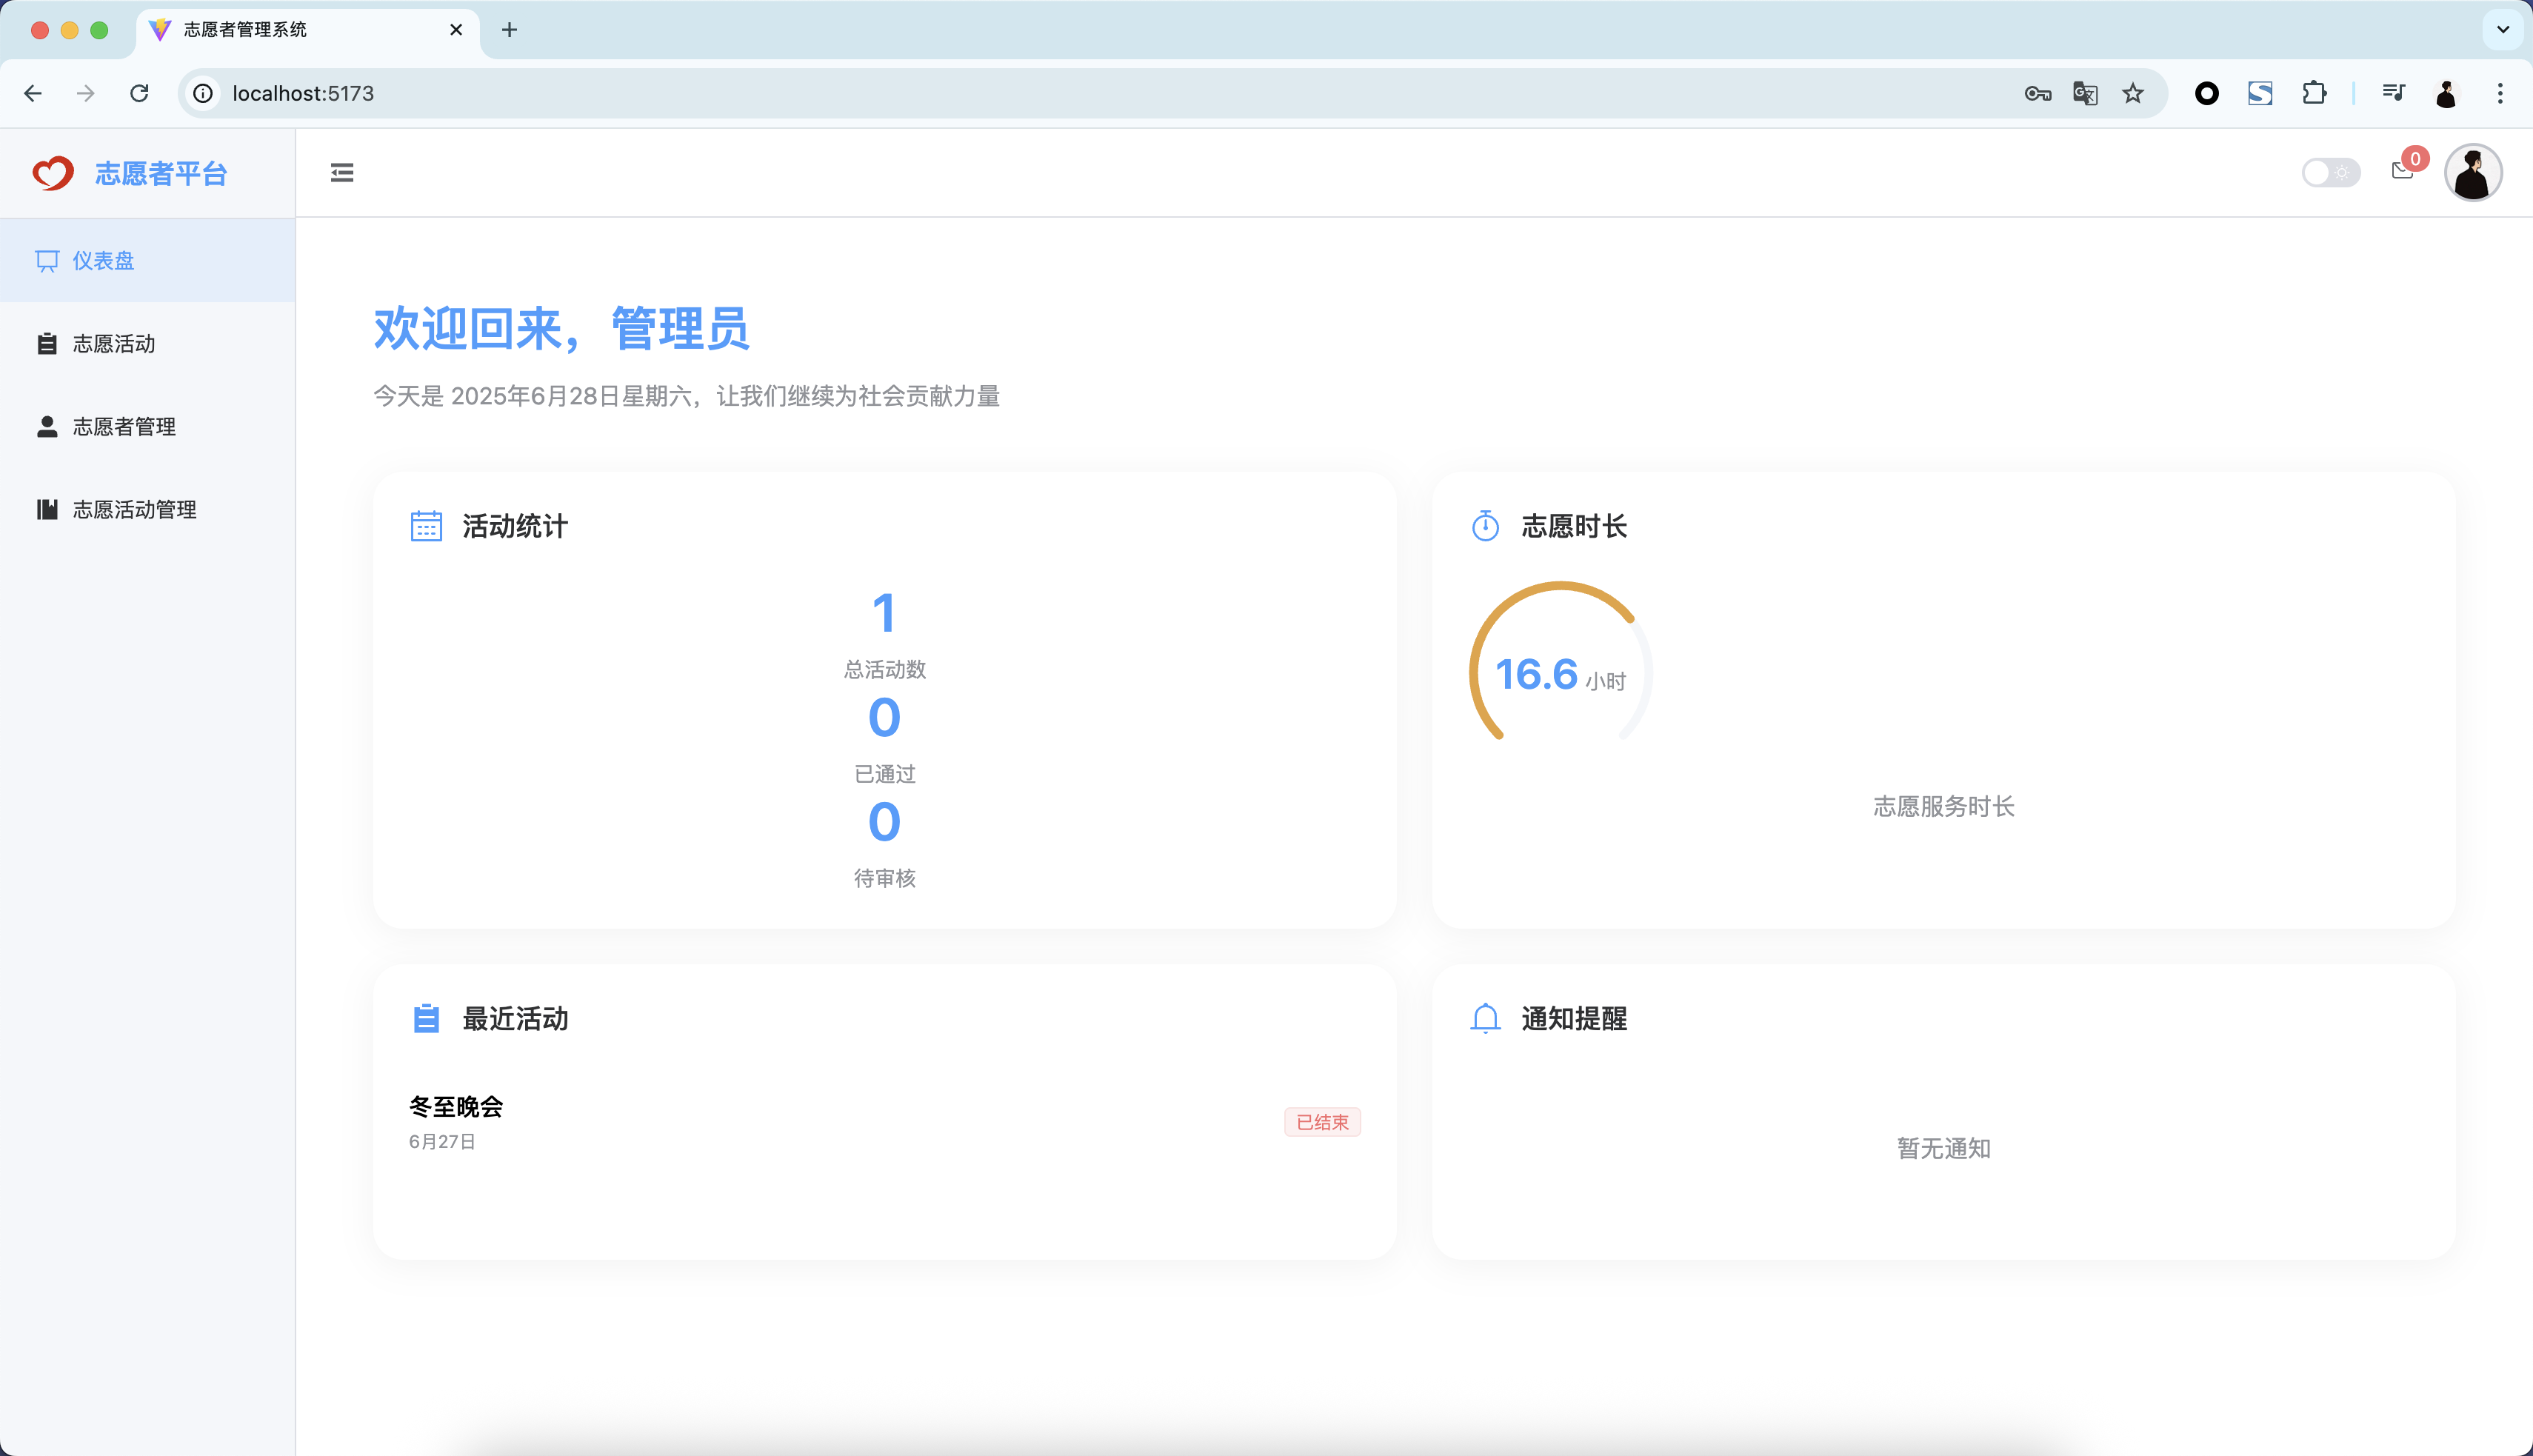 志愿者管理系统
localhost:5173
志愿者平台
0
仪表盘
志愿活动
志愿者管理
志愿活动管理
欢迎回来，管理员
今天是 2025年6月28日星期六，让我们继续为社会贡献力量
活动统计
1
总活动数
0
已通过
0
待审核
志愿时长
16.6 小时
志愿服务时长
最近活动
冬至晚会
6月27日
已结束
通知提醒
暂无通知